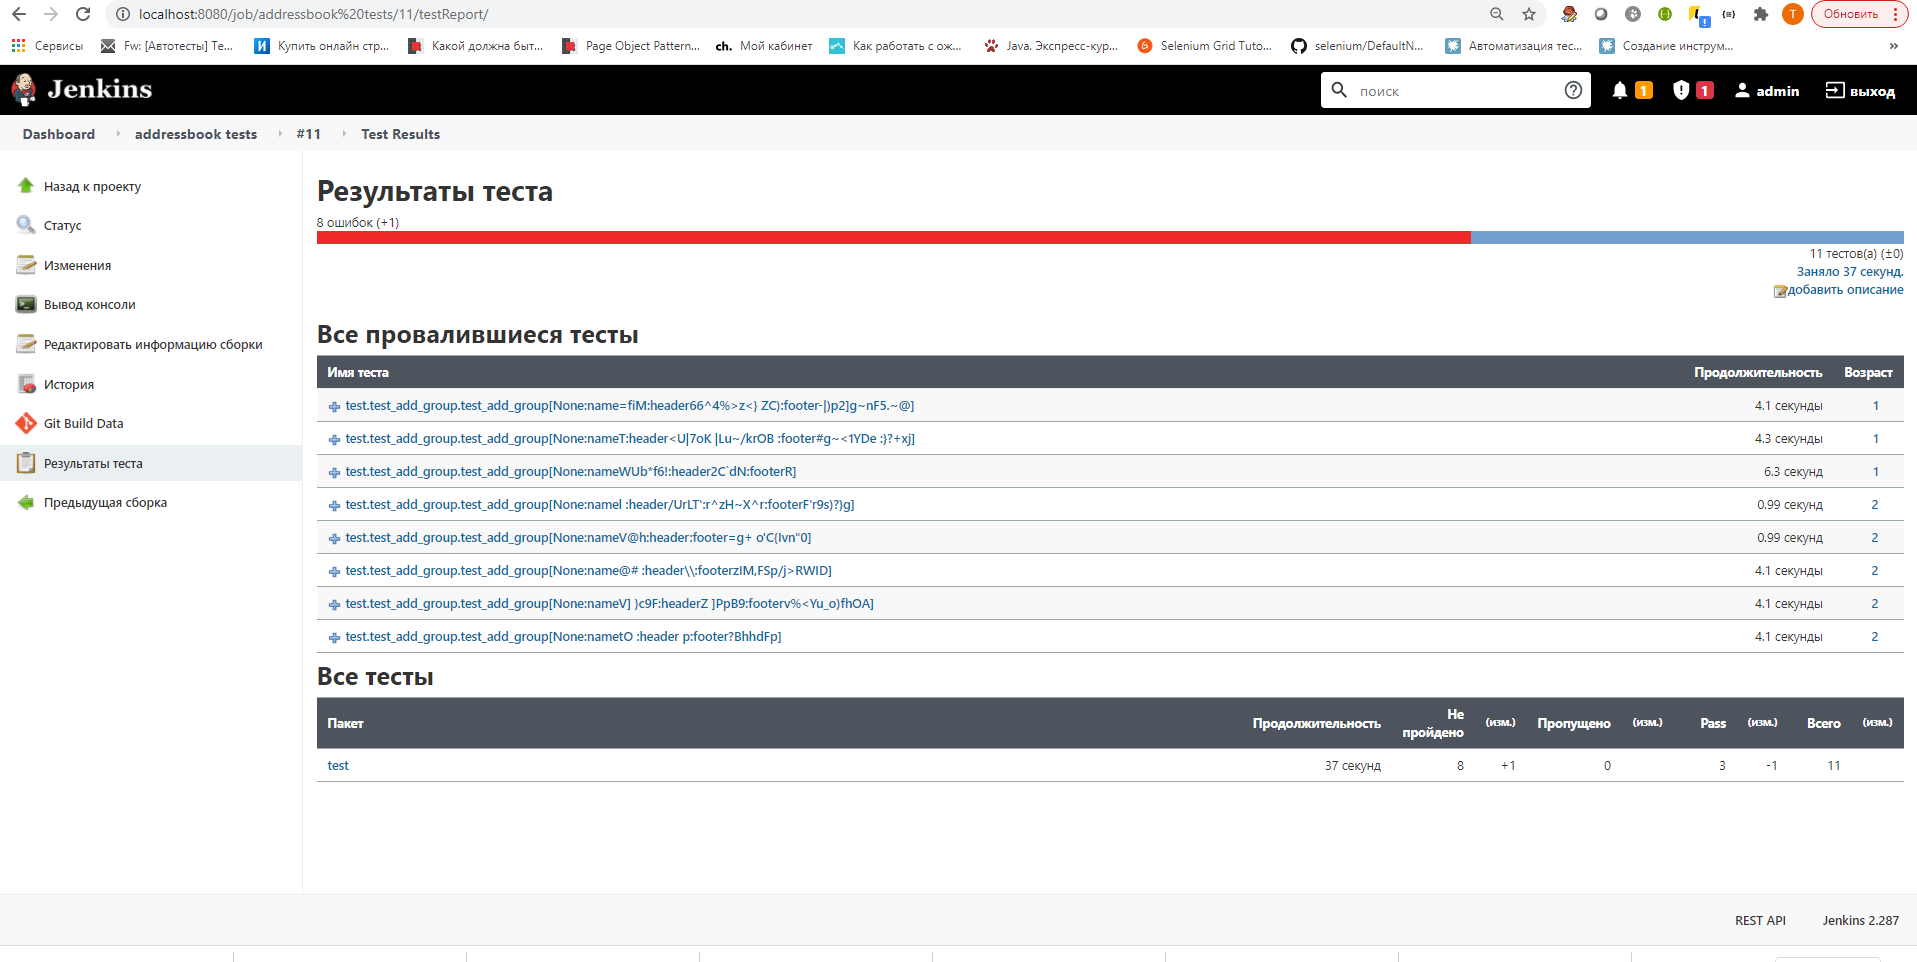 localhost:8080/job/addressbook%20tests/11/testReport/
Обновить
Сервисы Fw: [Автотесты] Те... Купить онлайн стр... Какой должна быт... Page Object Pattern... ch. Мой кабинет Как работать с ож... Java. Экспресс-кур... Selenium Grid Tuto... selenium/DefaultN... Автоматизация тес... Создание инструм... »
Jenkins поиск 1 1 admin выход
Dashboard addressbook tests #11 Test Results
Назад к проекту
Статус
Изменения
Вывод консоли
Редактировать информацию сборки
История
Git Build Data
Результаты теста
Предыдущая сборка
Результаты теста
8 ошибок (+1)
11 тестов(а) (±0)
Заняло 37 секунд.
добавить описание
Все провалившиеся тесты
Имя теста Продолжительность Возраст
test.test_add_group.test_add_group[None:name=fiM:header66^4%>z<} ZC):footer-|)p2]g~nF5.~@] 4.1 секунды 1
test.test_add_group.test_add_group[None:nameT:header<U|7oK |Lu~/krOB :footer#g~<1YDe :}?+xj] 4.3 секунды 1
test.test_add_group.test_add_group[None:nameWUb*f6!:header2C`dN:footerR] 6.3 секунд 1
test.test_add_group.test_add_group[None:namel :header/UrLT':r^zH~X^r:footerF'r9s)?}g] 0.99 секунд 2
test.test_add_group.test_add_group[None:nameV@h:header:footer=g+ o'C(Ivn"0] 0.99 секунд 2
test.test_add_group.test_add_group[None:name@# :header\\:footerzIM,FSp/j>RWID] 4.1 секунды 2
test.test_add_group.test_add_group[None:nameV] }c9F:headerZ ]PpB9:footerv%<Yu_o)fhOA] 4.1 секунды 2
test.test_add_group.test_add_group[None:nametO :header p:footer?BhhdFp] 4.1 секунды 2
Все тесты
Пакет Продолжительность Не пройдено (изм.) Пропущено (изм.) Pass (изм.) Всего (изм.)
test 37 секунд 8 +1 0 3 -1 11
REST API Jenkins 2.287